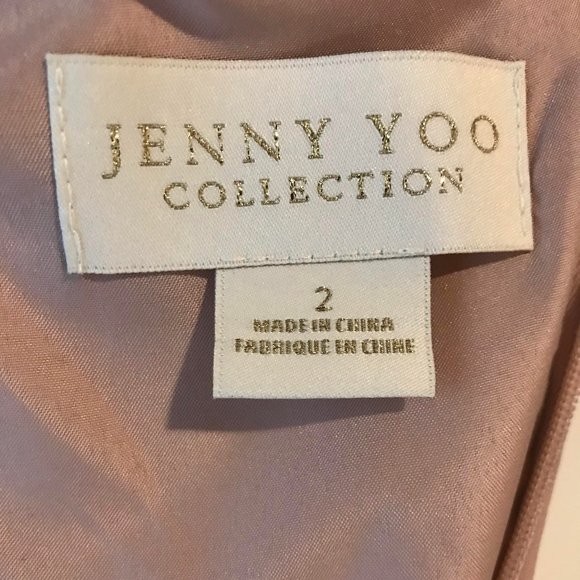 JENNY YOO
COLLECTION
2
MADE IN CHINA
FABRIQUE EN CHINE